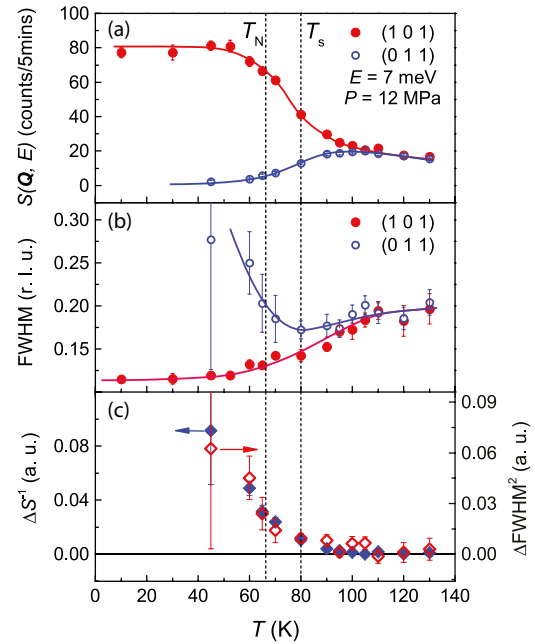 (a)
T_N
T_s
(1 0 1)
(0 1 1)
E = 7 meV
P = 12 MPa
S(Q, E) (counts/5mins)
100
80
60
40
20
0
(b)
(1 0 1)
(0 1 1)
FWHM (r. l. u.)
0.30
0.25
0.20
0.15
(c)
ΔS⁻¹ (a. u.)
0.08
0.04
0.00
0.09
0.06
0.03
0.00
ΔFWHM² (a. u.)
0 20 40 60 80 100 120 140
T (K)